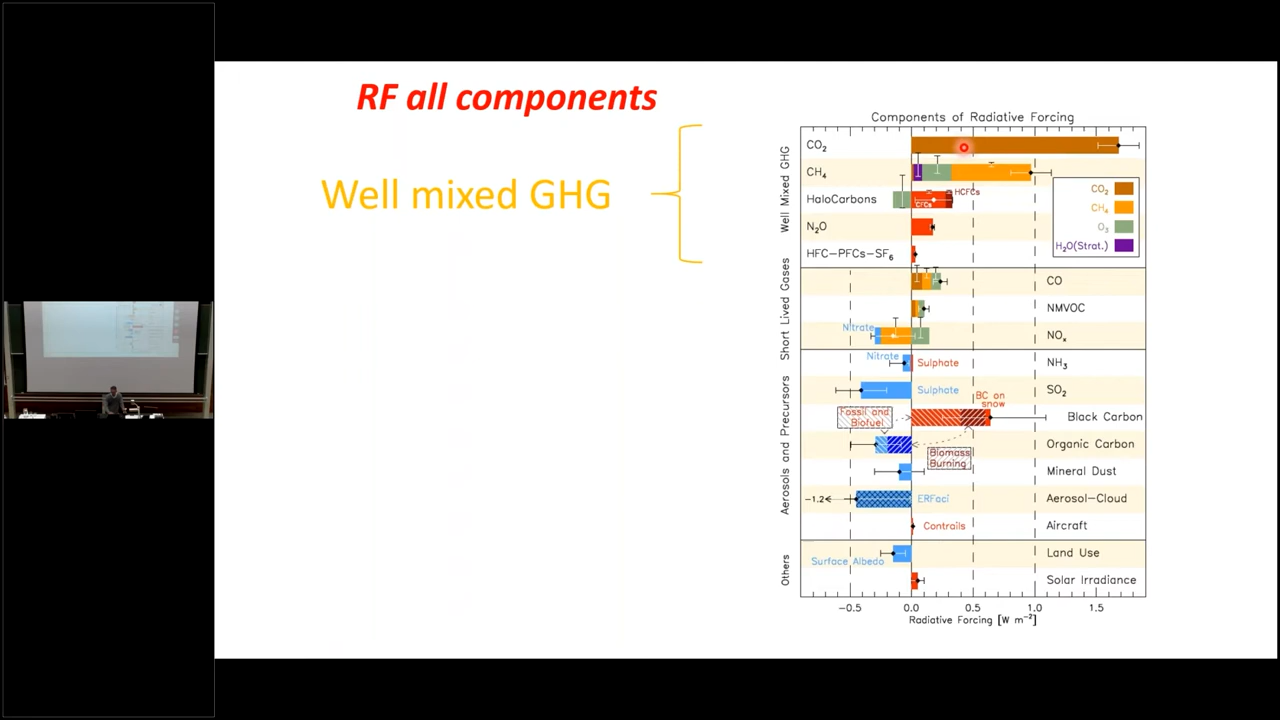 RF all components
Well mixed GHG
Components of Radiative Forcing
Well Mixed GHG
CO₂
CH₄
HaloCarbons
HCFCs
CFCs
N₂O
HFC-PFCs-SF₆
CO₂
CH₄
O₃
H₂O(Strat.)
Short Lived Gases
CO
NMVOC
Nitrate
NOₓ
Aerosols and Precursors
Nitrate
Sulphate
NH₃
Sulphate
SO₂
BC on
snow
Fossil and
Biofuel
Black Carbon
Organic Carbon
Biomass
Burning
Mineral Dust
-1.2
ERFaci
Aerosol-Cloud
Contrails
Aircraft
Others
Land Use
Surface Albedo
Solar Irradiance
-0.5 0.0 0.5 1.0 1.5
Radiative Forcing [W m⁻²]